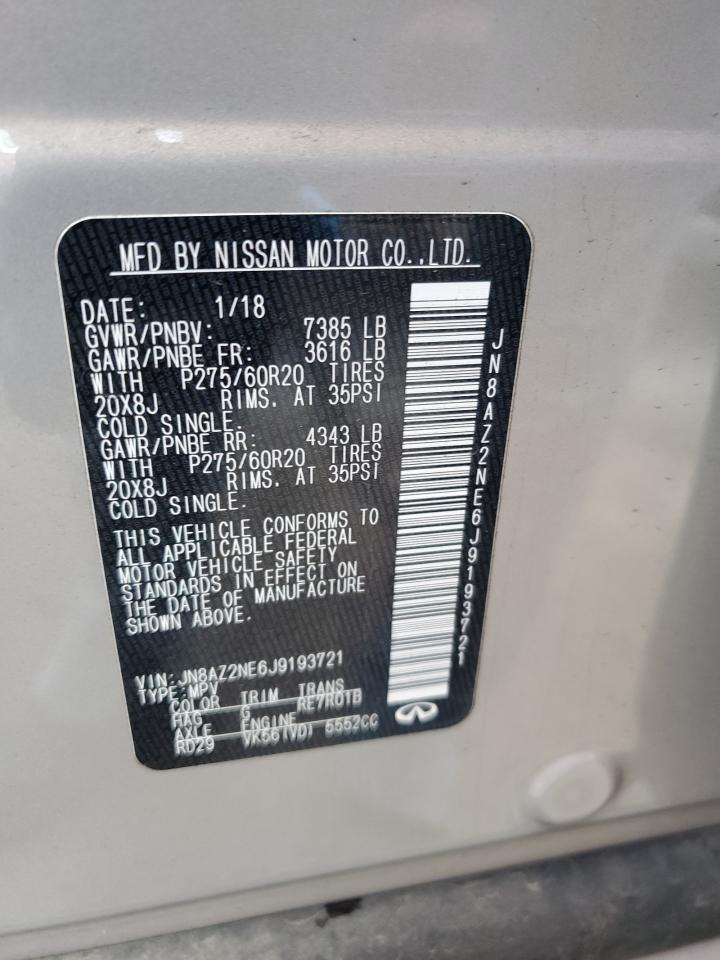 MFD BY NISSAN MOTOR CO.,LTD.
DATE: 1/18
GVWR/PNBV: 7385 LB
GAWR/PNBE FR: 3616 LB
WITH P275/60R20 TIRES
20X8J RIMS. AT 35PSI
COLD SINGLE.
GAWR/PNBE RR: 4343 LB
WITH P275/60R20 TIRES
20X8J RIMS. AT 35PSI
COLD SINGLE.
THIS VEHICLE CONFORMS TO
ALL APPLICABLE FEDERAL
MOTOR VEHICLE SAFETY
STANDARDS IN EFFECT ON
THE DATE OF MANUFACTURE
SHOWN ABOVE.
VIN: JN8AZ2NE6J9193721
TYPE:MPV
COLOR TRIM TRANS
HAG G RE7R01B
AXLE ENGINE
RD29 VK56(VD) 5552CC
JN8AZ2NE6J9193721